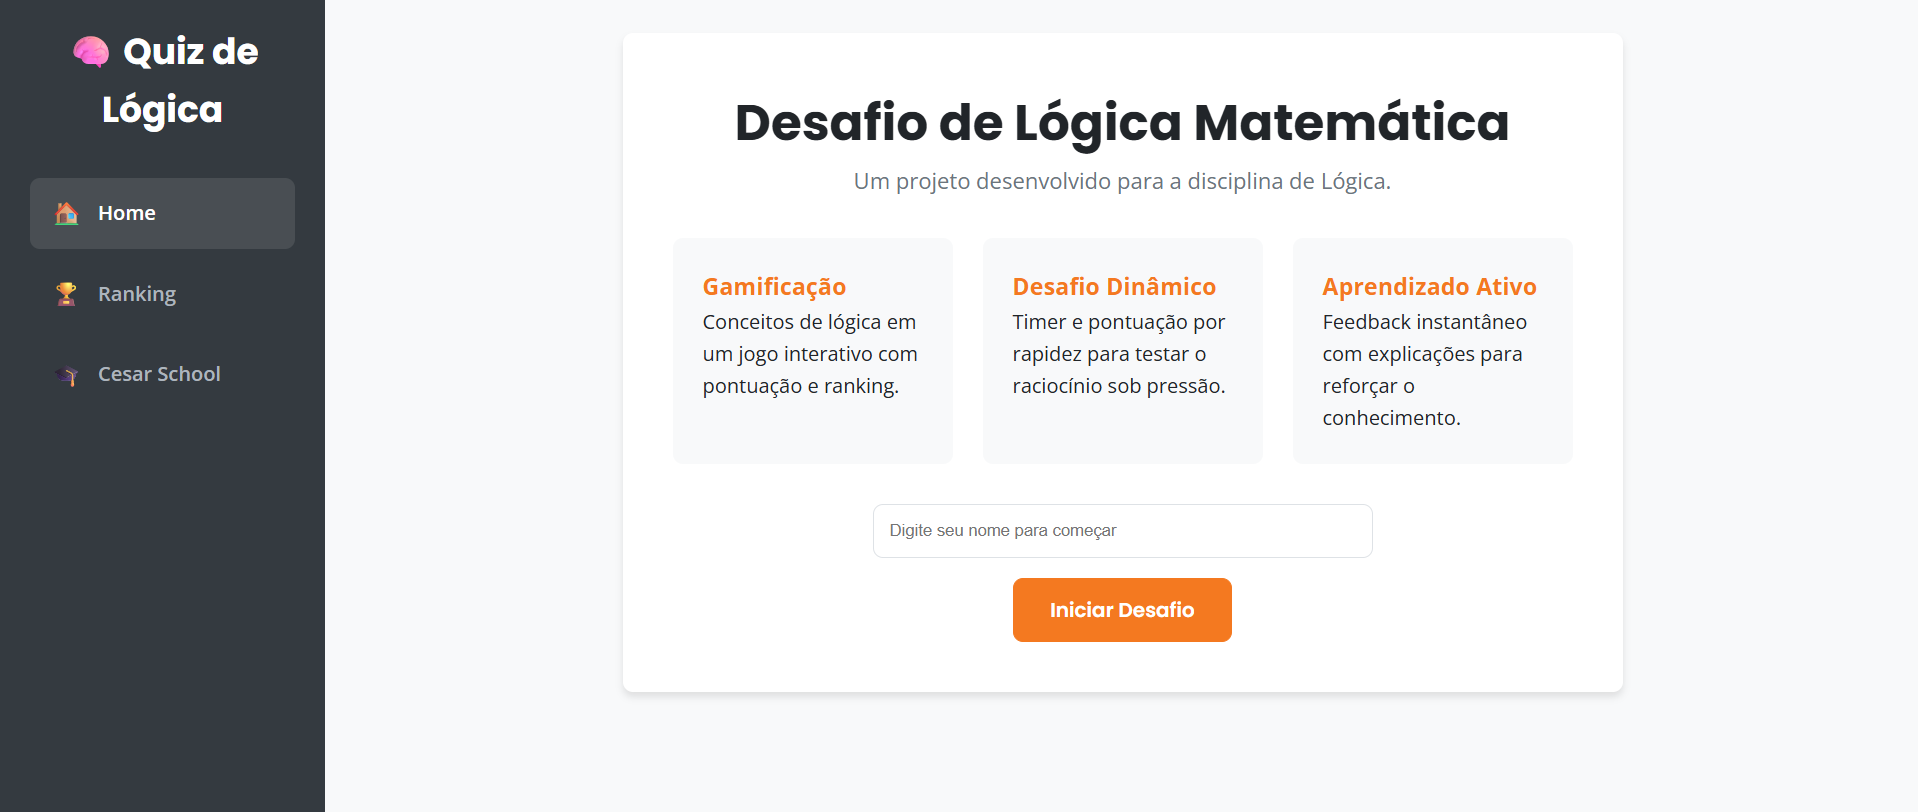 🧠 Quiz de
Lógica
🏠 Home
🏆 Ranking
🎓 Cesar School
Desafio de Lógica Matemática
Um projeto desenvolvido para a disciplina de Lógica.
Gamificação
Conceitos de lógica em
um jogo interativo com
pontuação e ranking.
Desafio Dinâmico
Timer e pontuação por
rapidez para testar o
raciocínio sob pressão.
Aprendizado Ativo
Feedback instantâneo
com explicações para
reforçar o
conhecimento.
Digite seu nome para começar
Iniciar Desafio